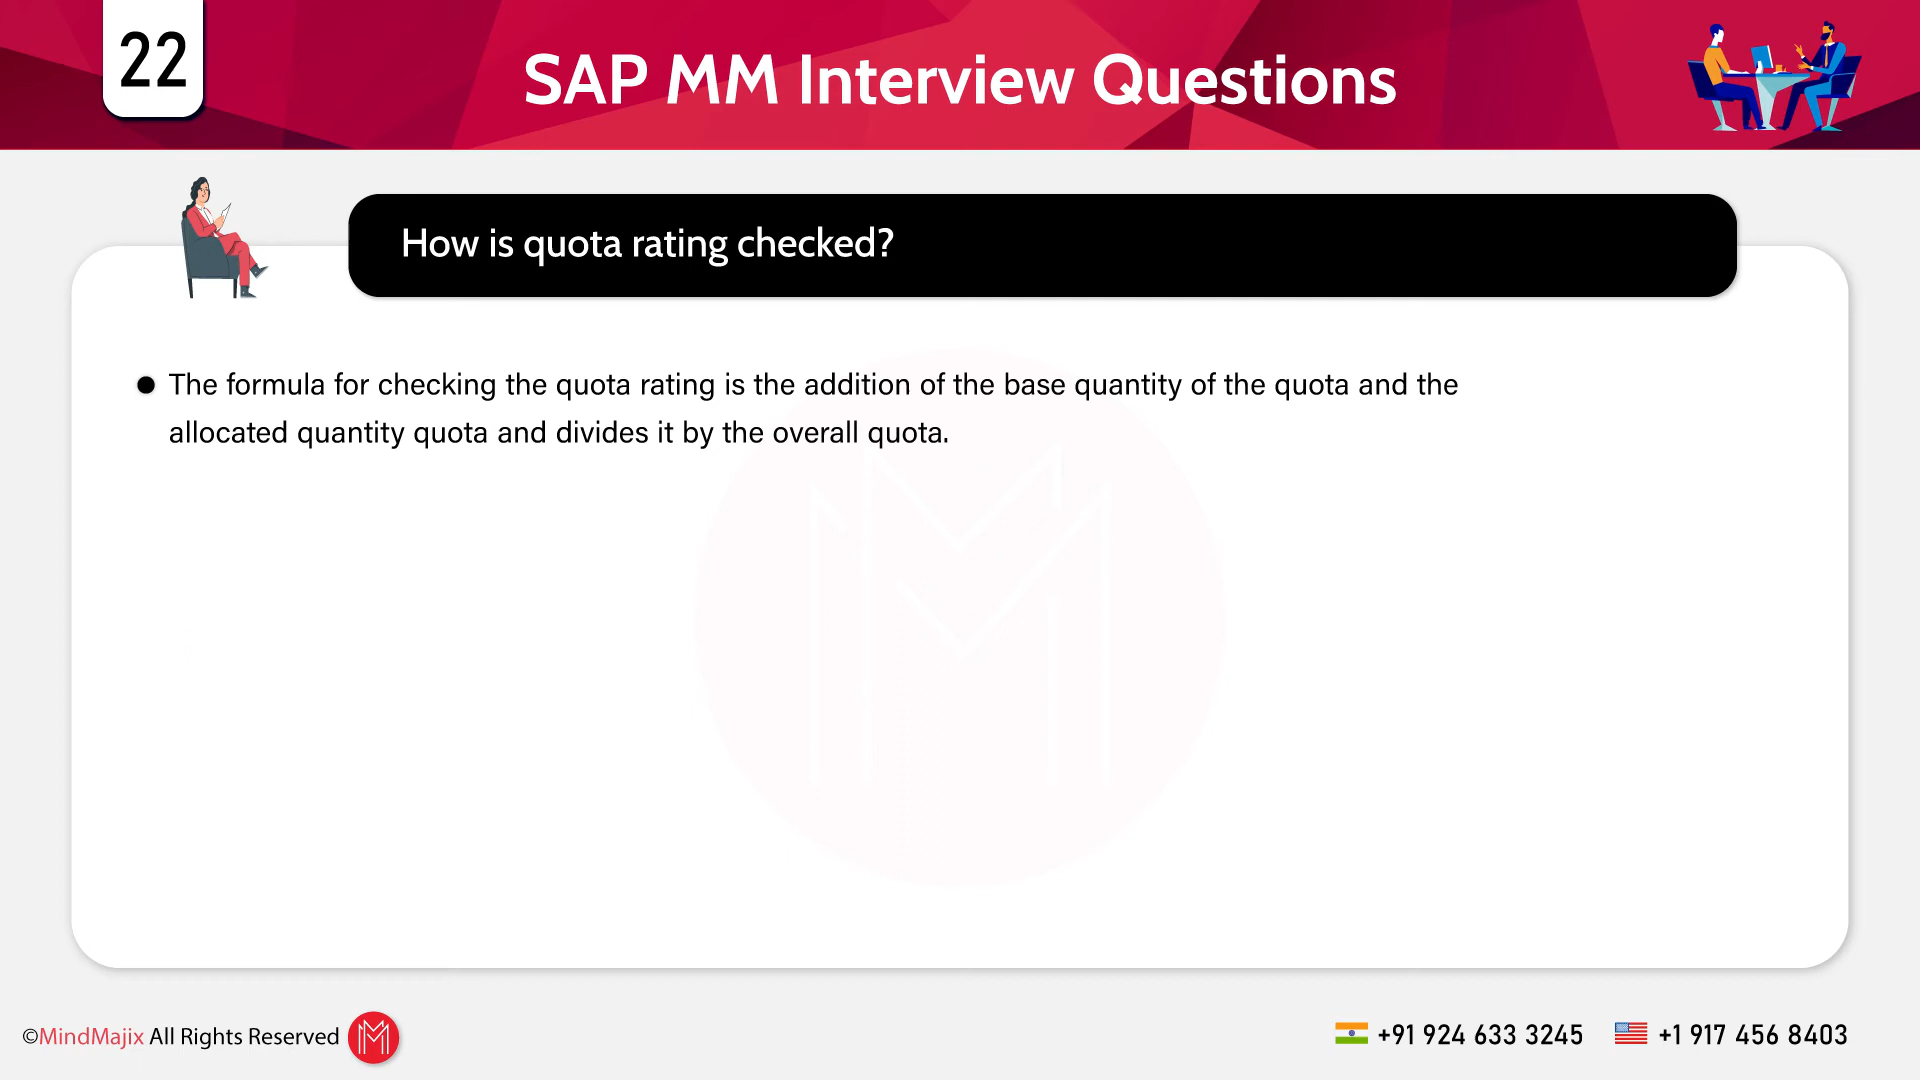 22
SAP MM Interview Questions
How is quota rating checked?
● The formula for checking the quota rating is the addition of the base quantity of the quota and the
allocated quantity quota and divides it by the overall quota.
©MindMajix All Rights Reserved
+91 924 633 3245
+1 917 456 8403